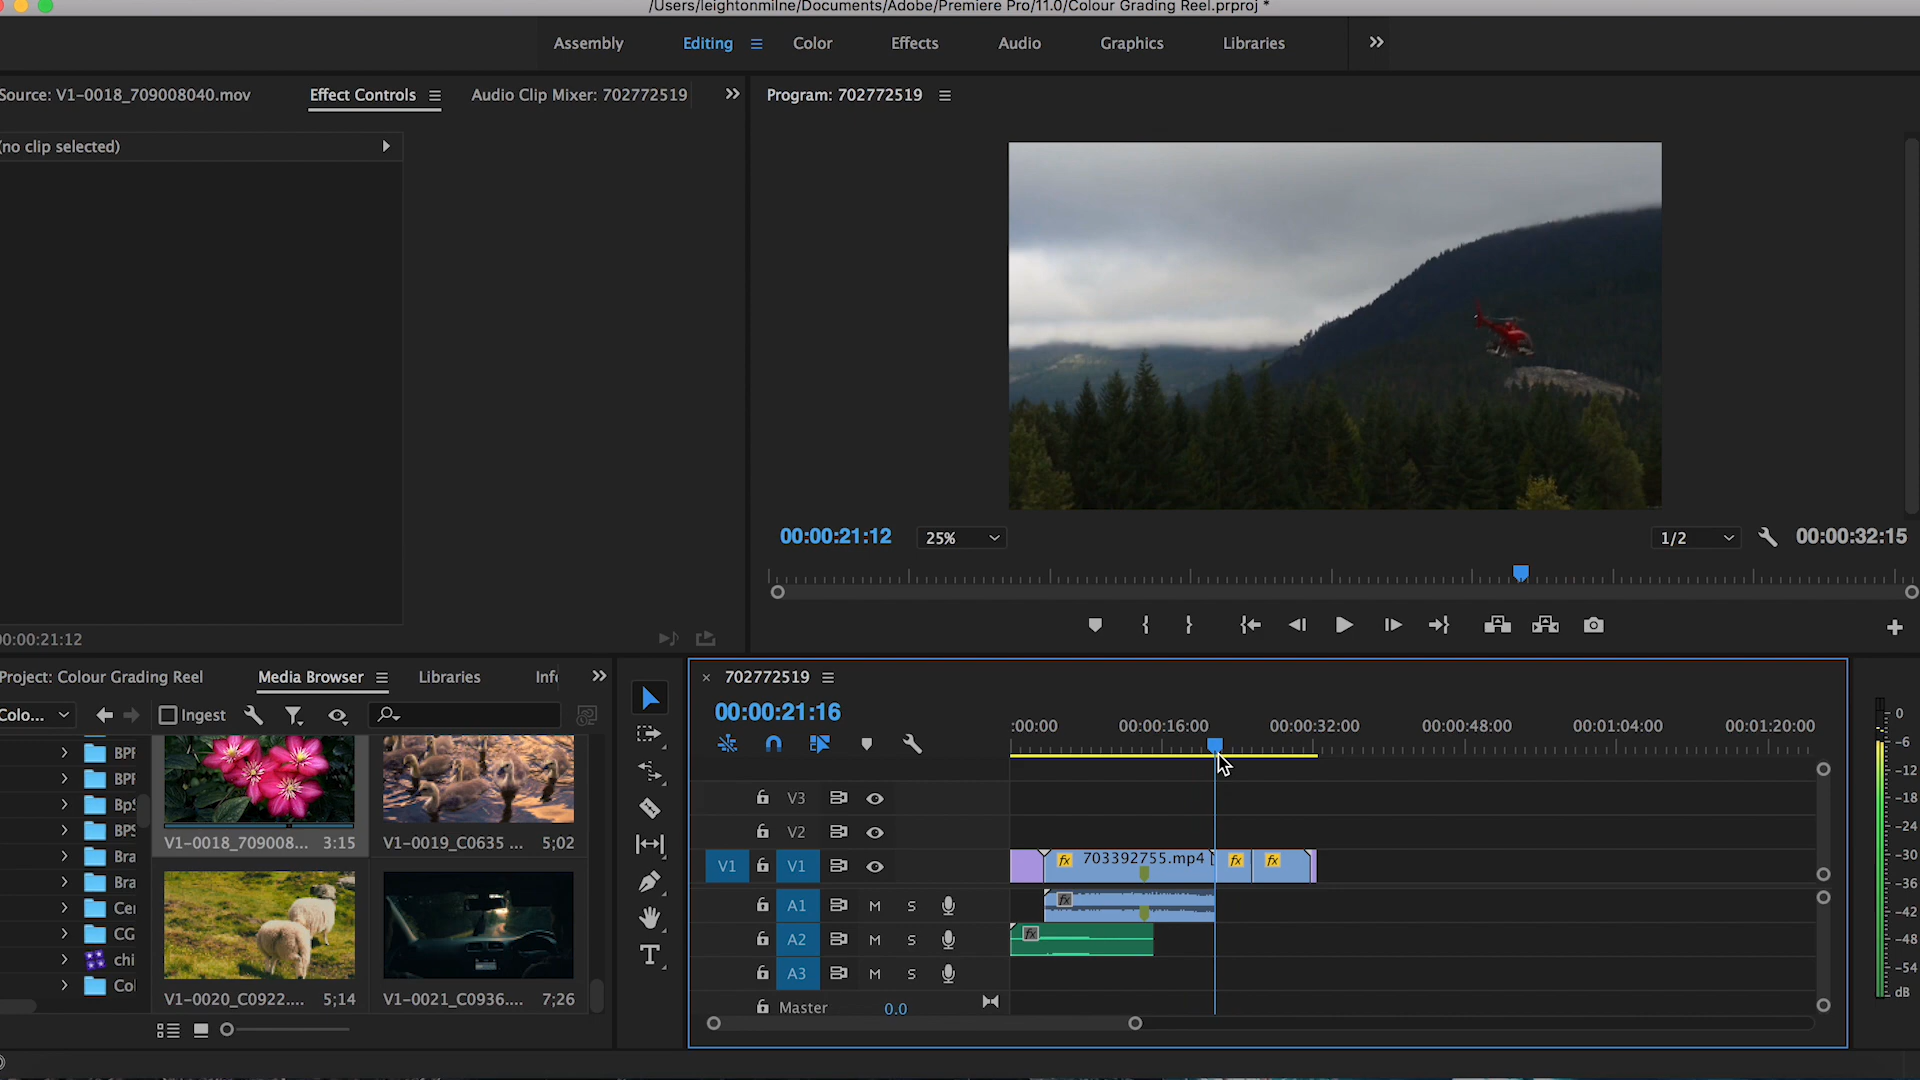 /Users/leightonmilne/Documents/Adobe/Premiere Pro/11.0/Colour Grading Reel.prproj *
Assembly Editing Color Effects Audio Graphics Libraries
Source: V1-0018_709008040.mov Effect Controls Audio Clip Mixer: 702772519 Program: 702772519
(no clip selected)
00:00:21:12 25% 1/2 00:00:32:15
00:00:21:12
Project: Colour Grading Reel Media Browser Libraries Inf
Colo... Ingest
BPF
BPF
BpS
BPS
Bra
Bra
Cer
CG
chi
Col
V1-0018_709008... 3:15 V1-0019_C0635 ... 5;02
V1-0020_C0922.... 5;14 V1-0021_C0936.... 7;26
T
702772519
00:00:21:16
:00:00 00:00:16:00 00:00:32:00 00:00:48:00 00:01:04:00 00:01:20:00
V3
V2
V1 V1 fx 703392755.mp4 fx fx
A1 M S fx
A2 M S fx
A3 M S
Master 0.0
0
-6
-12
-18
-24
-30
-36
-42
-48
-54
dB